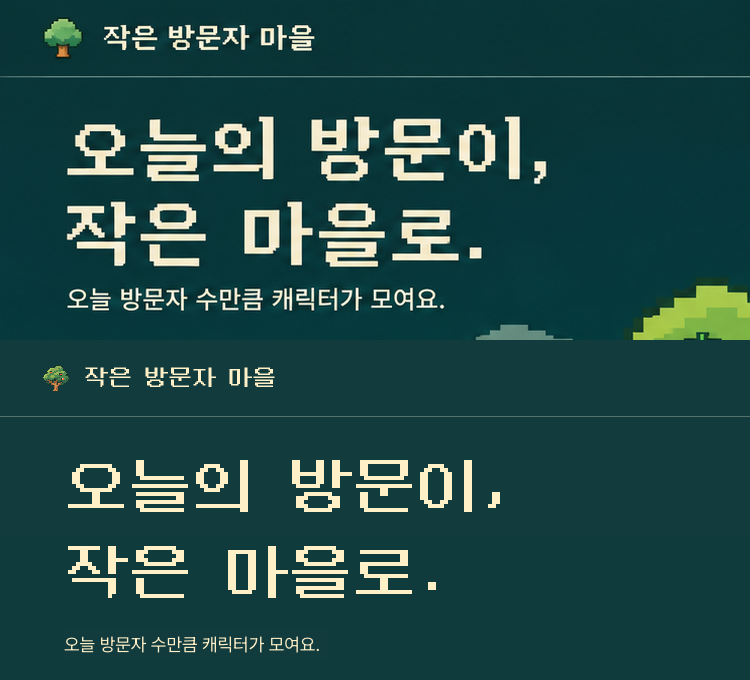 작은 방문자 마을
오늘의 방문이,
작은 마을로.
오늘 방문자 수만큼 캐릭터가 모여요.
작은 방문자 마을
오늘의 방문이,
작은 마을로.
오늘 방문자 수만큼 캐릭터가 모여요.